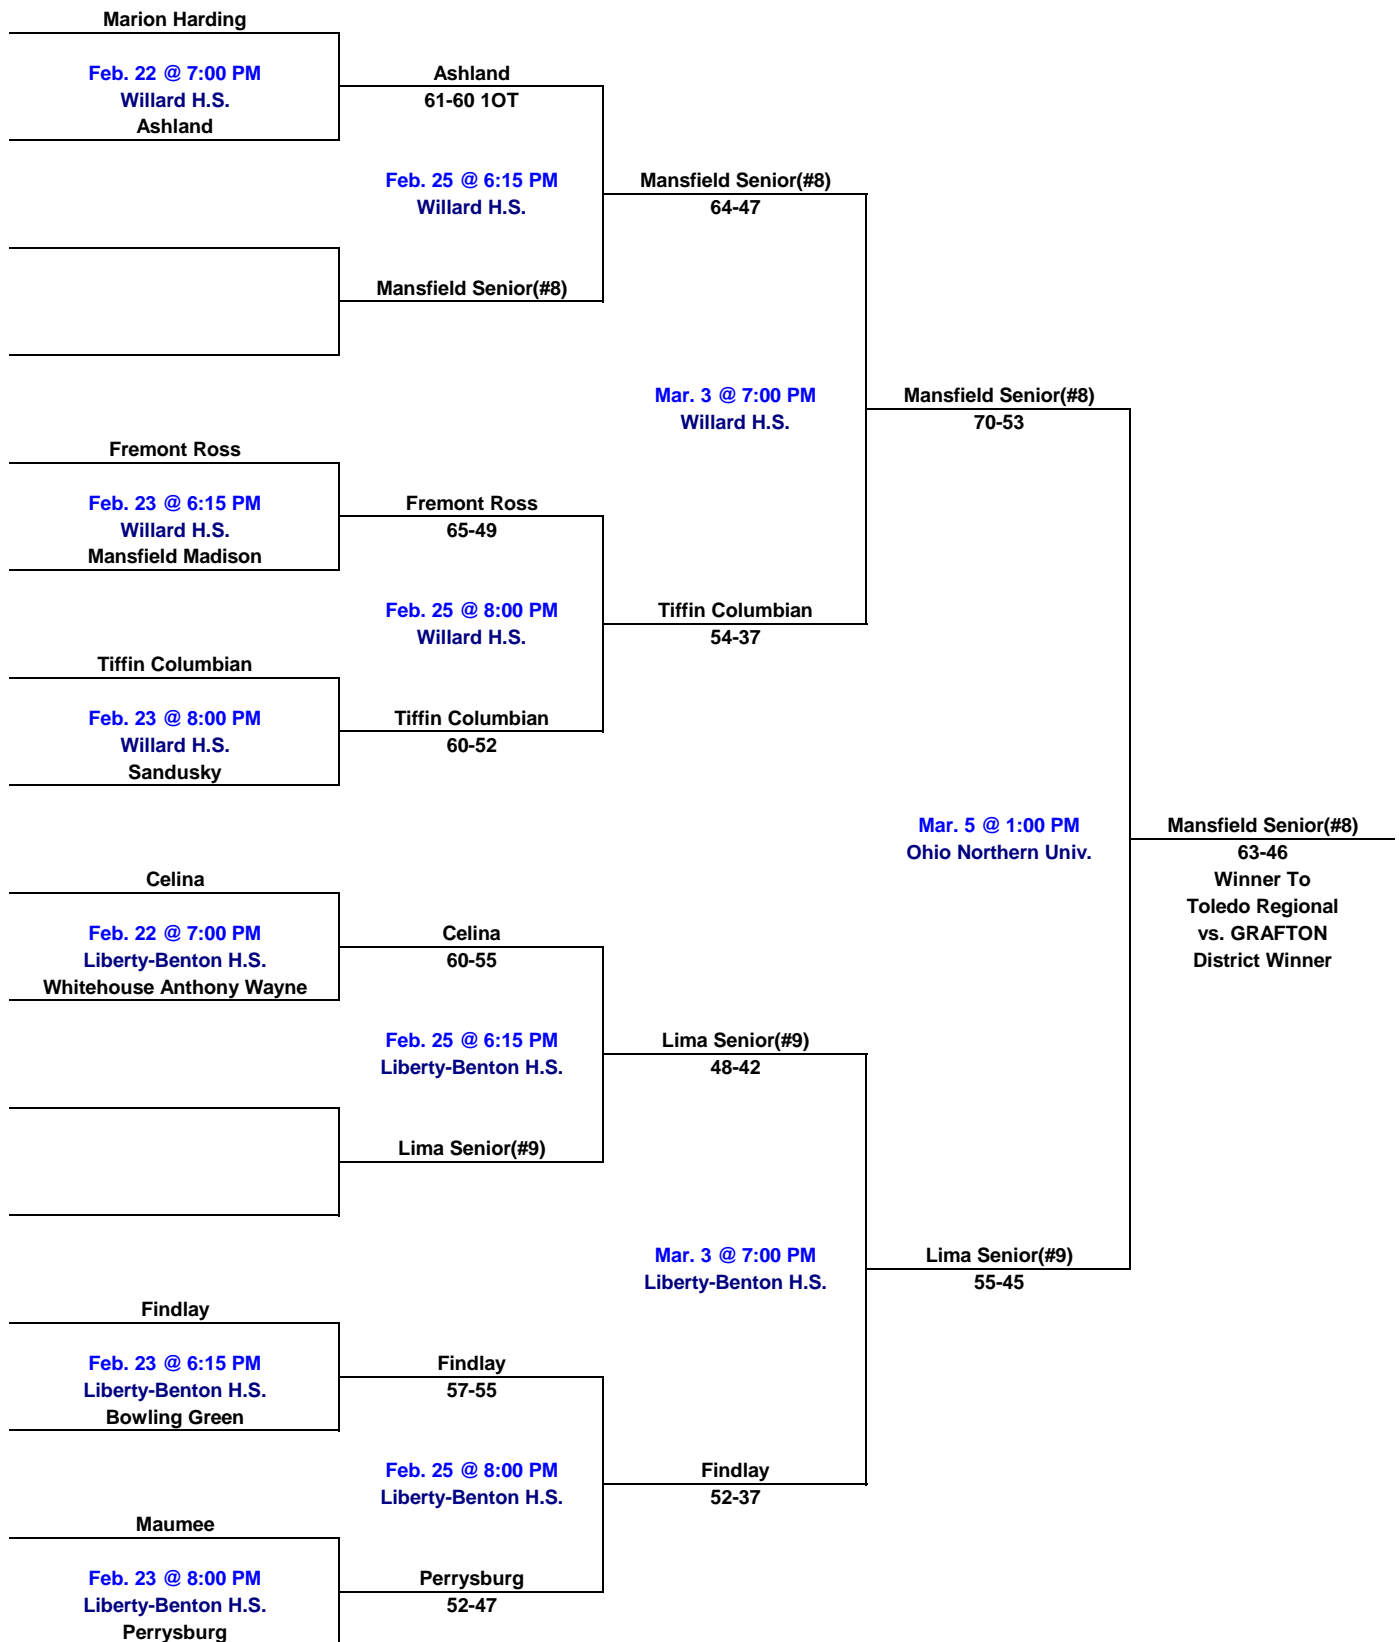 Marion Harding
Feb. 22 @ 7:00 PM
Willard H.S.
Ashland
Ashland
61-60 1OT
Feb. 25 @ 6:15 PM
Willard H.S.
Mansfield Senior(#8)
Mansfield Senior(#8)
64-47
Fremont Ross
Feb. 23 @ 6:15 PM
Willard H.S.
Mansfield Madison
Fremont Ross
65-49
Feb. 25 @ 8:00 PM
Willard H.S.
Tiffin Columbian
Feb. 23 @ 8:00 PM
Willard H.S.
Sandusky
Tiffin Columbian
60-52
Tiffin Columbian
54-37
Mar. 3 @ 7:00 PM
Willard H.S.
Mansfield Senior(#8)
70-53
Celina
Feb. 22 @ 7:00 PM
Liberty-Benton H.S.
Whitehouse Anthony Wayne
Celina
60-55
Feb. 25 @ 6:15 PM
Liberty-Benton H.S.
Lima Senior(#9)
Lima Senior(#9)
48-42
Findlay
Feb. 23 @ 6:15 PM
Liberty-Benton H.S.
Bowling Green
Findlay
57-55
Feb. 25 @ 8:00 PM
Liberty-Benton H.S.
Maumee
Feb. 23 @ 8:00 PM
Liberty-Benton H.S.
Perrysburg
Perrysburg
52-47
Findlay
52-37
Mar. 3 @ 7:00 PM
Liberty-Benton H.S.
Lima Senior(#9)
55-45
Mar. 5 @ 1:00 PM
Ohio Northern Univ.
Mansfield Senior(#8)
63-46
Winner To
Toledo Regional
vs. GRAFTON
District Winner